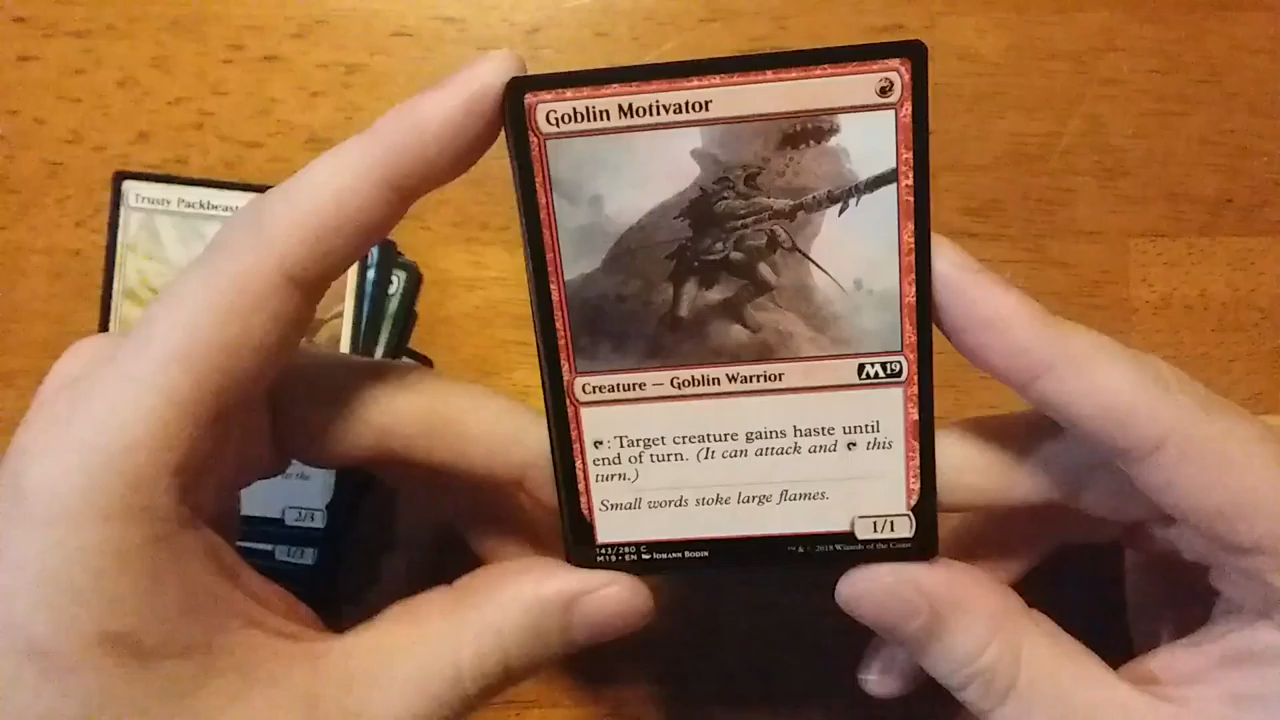 Goblin Motivator
Creature — Goblin Warrior
M19
: Target creature gains haste until
end of turn. (It can attack and this
turn.)
Small words stoke large flames.
1/1
143/280 C
M19 • EN Johann Bodin
™ & © 2018 Wizards of the Coast
Trusty Packbeast
2/3
1/3